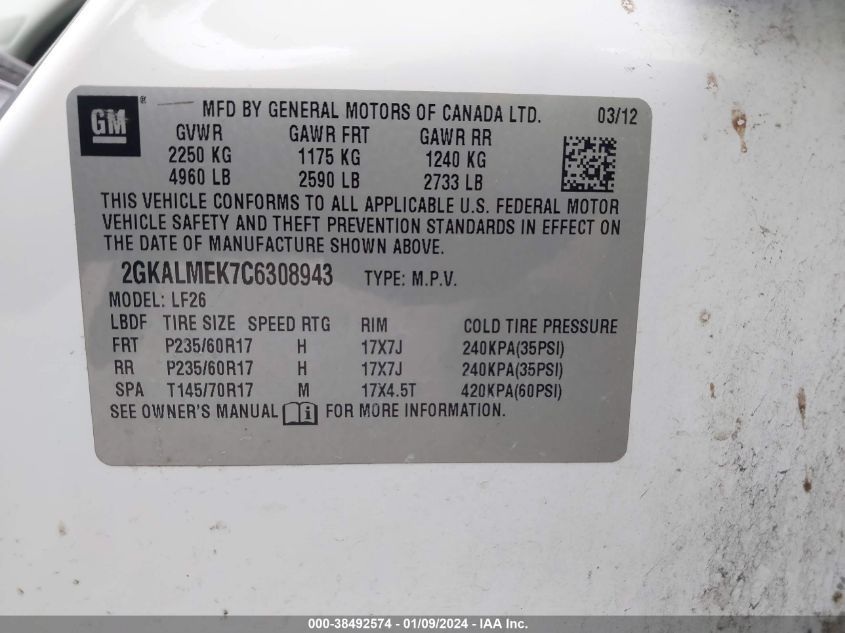 GM ® MFD BY GENERAL MOTORS OF CANADA LTD. 03/12
GVWR GAWR FRT GAWR RR
2250 KG 1175 KG 1240 KG
4960 LB 2590 LB 2733 LB
THIS VEHICLE CONFORMS TO ALL APPLICABLE U.S. FEDERAL MOTOR
VEHICLE SAFETY AND THEFT PREVENTION STANDARDS IN EFFECT ON
THE DATE OF MANUFACTURE SHOWN ABOVE.
2GKALMEK7C6308943 TYPE: M.P.V.
MODEL: LF26
LBDF TIRE SIZE SPEED RTG RIM COLD TIRE PRESSURE
FRT P235/60R17 H 17X7J 240KPA(35PSI)
RR P235/60R17 H 17X7J 240KPA(35PSI)
SPA T145/70R17 M 17X4.5T 420KPA(60PSI)
SEE OWNER'S MANUAL FOR MORE INFORMATION.
000-38492574 - 01/09/2024 - IAA Inc.